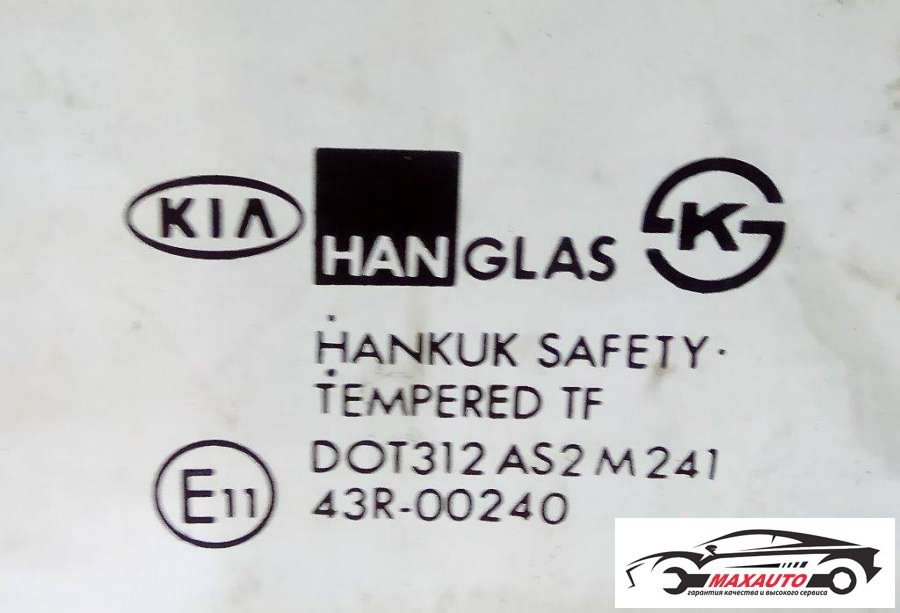 KIA
HANGLAS
K
HANKUK SAFETY
TEMPERED TF
E11
DOT312 AS2 M241
43R-00240
MAXAUTO
гарантия качества и высокого сервиса